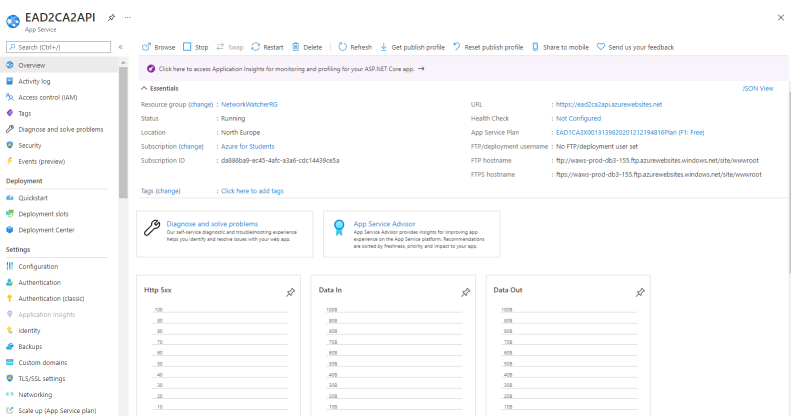 EAD2CA2API
App Service
Search (Ctrl+/)
Overview
Activity log
Access control (IAM)
Tags
Diagnose and solve problems
Security
Events (preview)
Deployment
Quickstart
Deployment slots
Deployment Center
Settings
Configuration
Authentication
Authentication (classic)
Application Insights
Identity
Backups
Custom domains
TLS/SSL settings
Networking
Scale up (App Service plan)
Browse Stop Swap Restart Delete Refresh Get publish profile Reset publish profile Share to mobile Send us your feedback
Click here to access Application Insights for monitoring and profiling for your ASP.NET Core app. →
Essentials JSON View
Resource group (change) : NetworkWatcherRG
Status : Running
Location : North Europe
Subscription (change) : Azure for Students
Subscription ID : da886ba9-ec45-4afc-a3a6-cdc14439ce5a
URL : https://ead2ca2api.azurewebsites.net
Health Check : Not Configured
App Service Plan : EAD1CA3X0013139820201212194816Plan (F1: Free)
FTP/deployment username : No FTP/deployment user set
FTP hostname : ftp://waws-prod-db3-155.ftp.azurewebsites.windows.net/site/wwwroot
FTPS hostname : ftps://waws-prod-db3-155.ftp.azurewebsites.windows.net/site/wwwroot
Tags (change) : Click here to add tags
Diagnose and solve problems
Our self-service diagnostic and troubleshooting experience
helps you identify and resolve issues with your web app.
App Service Advisor
App Service Advisor provides insights for improving app
experience on the App Service platform. Recommendations
are sorted by freshness, priority and impact to your app.
Http 5xx
100
90
80
70
60
50
40
30
20
10
Data In
100B
90B
80B
70B
60B
50B
40B
30B
20B
10B
Data Out
100B
90B
80B
70B
60B
50B
40B
30B
20B
10B